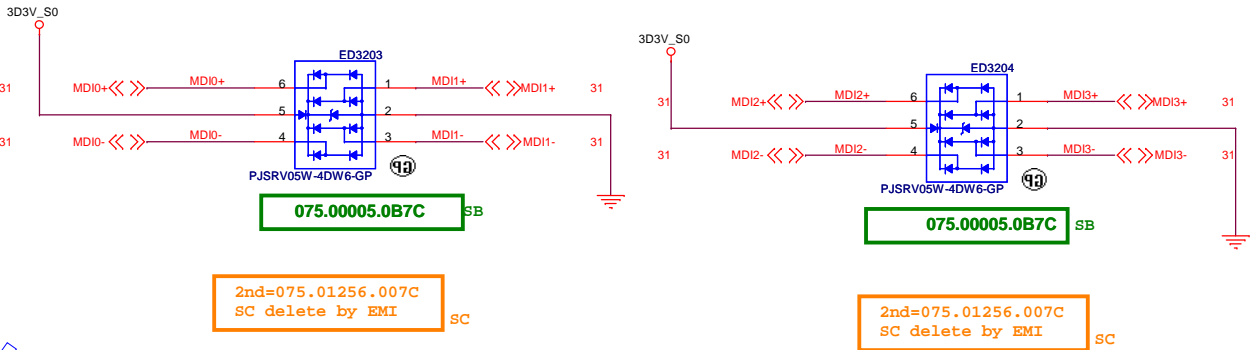 3D3V_S0
ED3203
31 MDI0+ MDI0+ 6 1 MDI1+ MDI1+ 31
5 2
31 MDI0- MDI0- 4 3 MDI1- MDI1- 31
PJSRV05W-4DW6-GP
GP
075.00005.0B7C SB
2nd=075.01256.007C
SC delete by EMI
SC
3D3V_S0
ED3204
31 MDI2+ MDI2+ 6 1 MDI3+ MDI3+ 31
5 2
31 MDI2- MDI2- 4 3 MDI3- MDI3- 31
PJSRV05W-4DW6-GP
GP
075.00005.0B7C SB
2nd=075.01256.007C
SC delete by EMI
SC